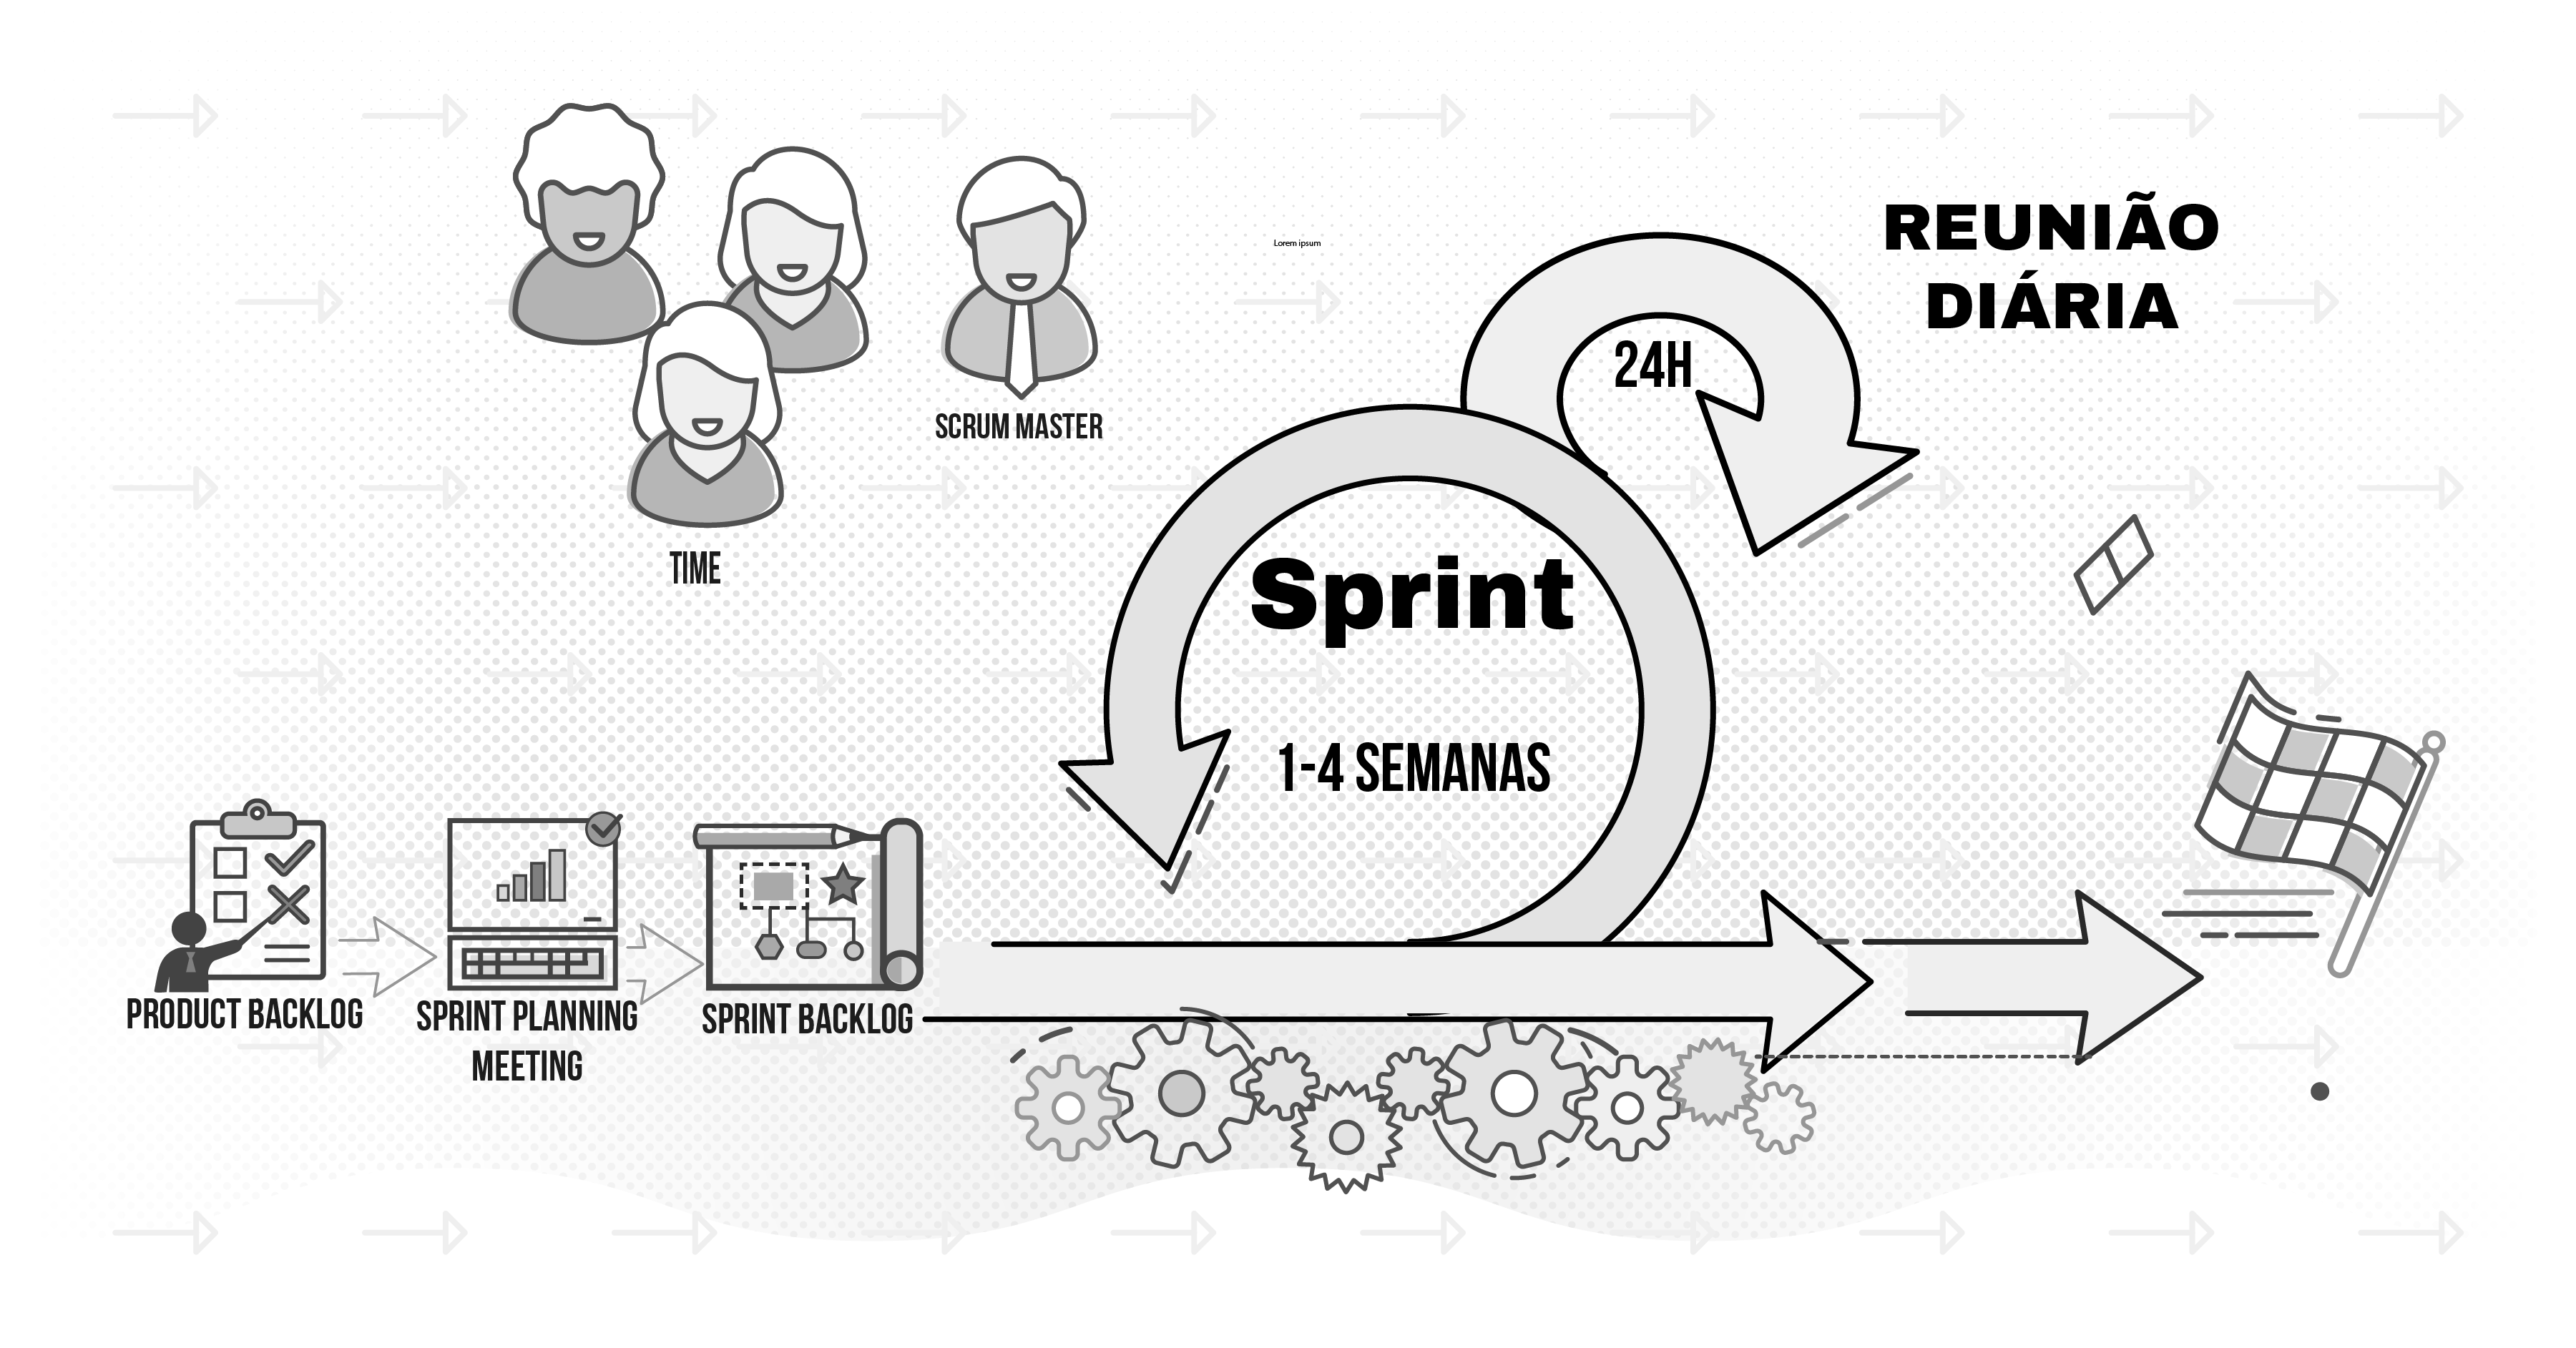 Lorem ipsum
REUNIÃO
DIÁRIA
24H
SCRUM MASTER
TIME
Sprint
1-4 SEMANAS
PRODUCT BACKLOG
SPRINT PLANNING
MEETING
SPRINT BACKLOG